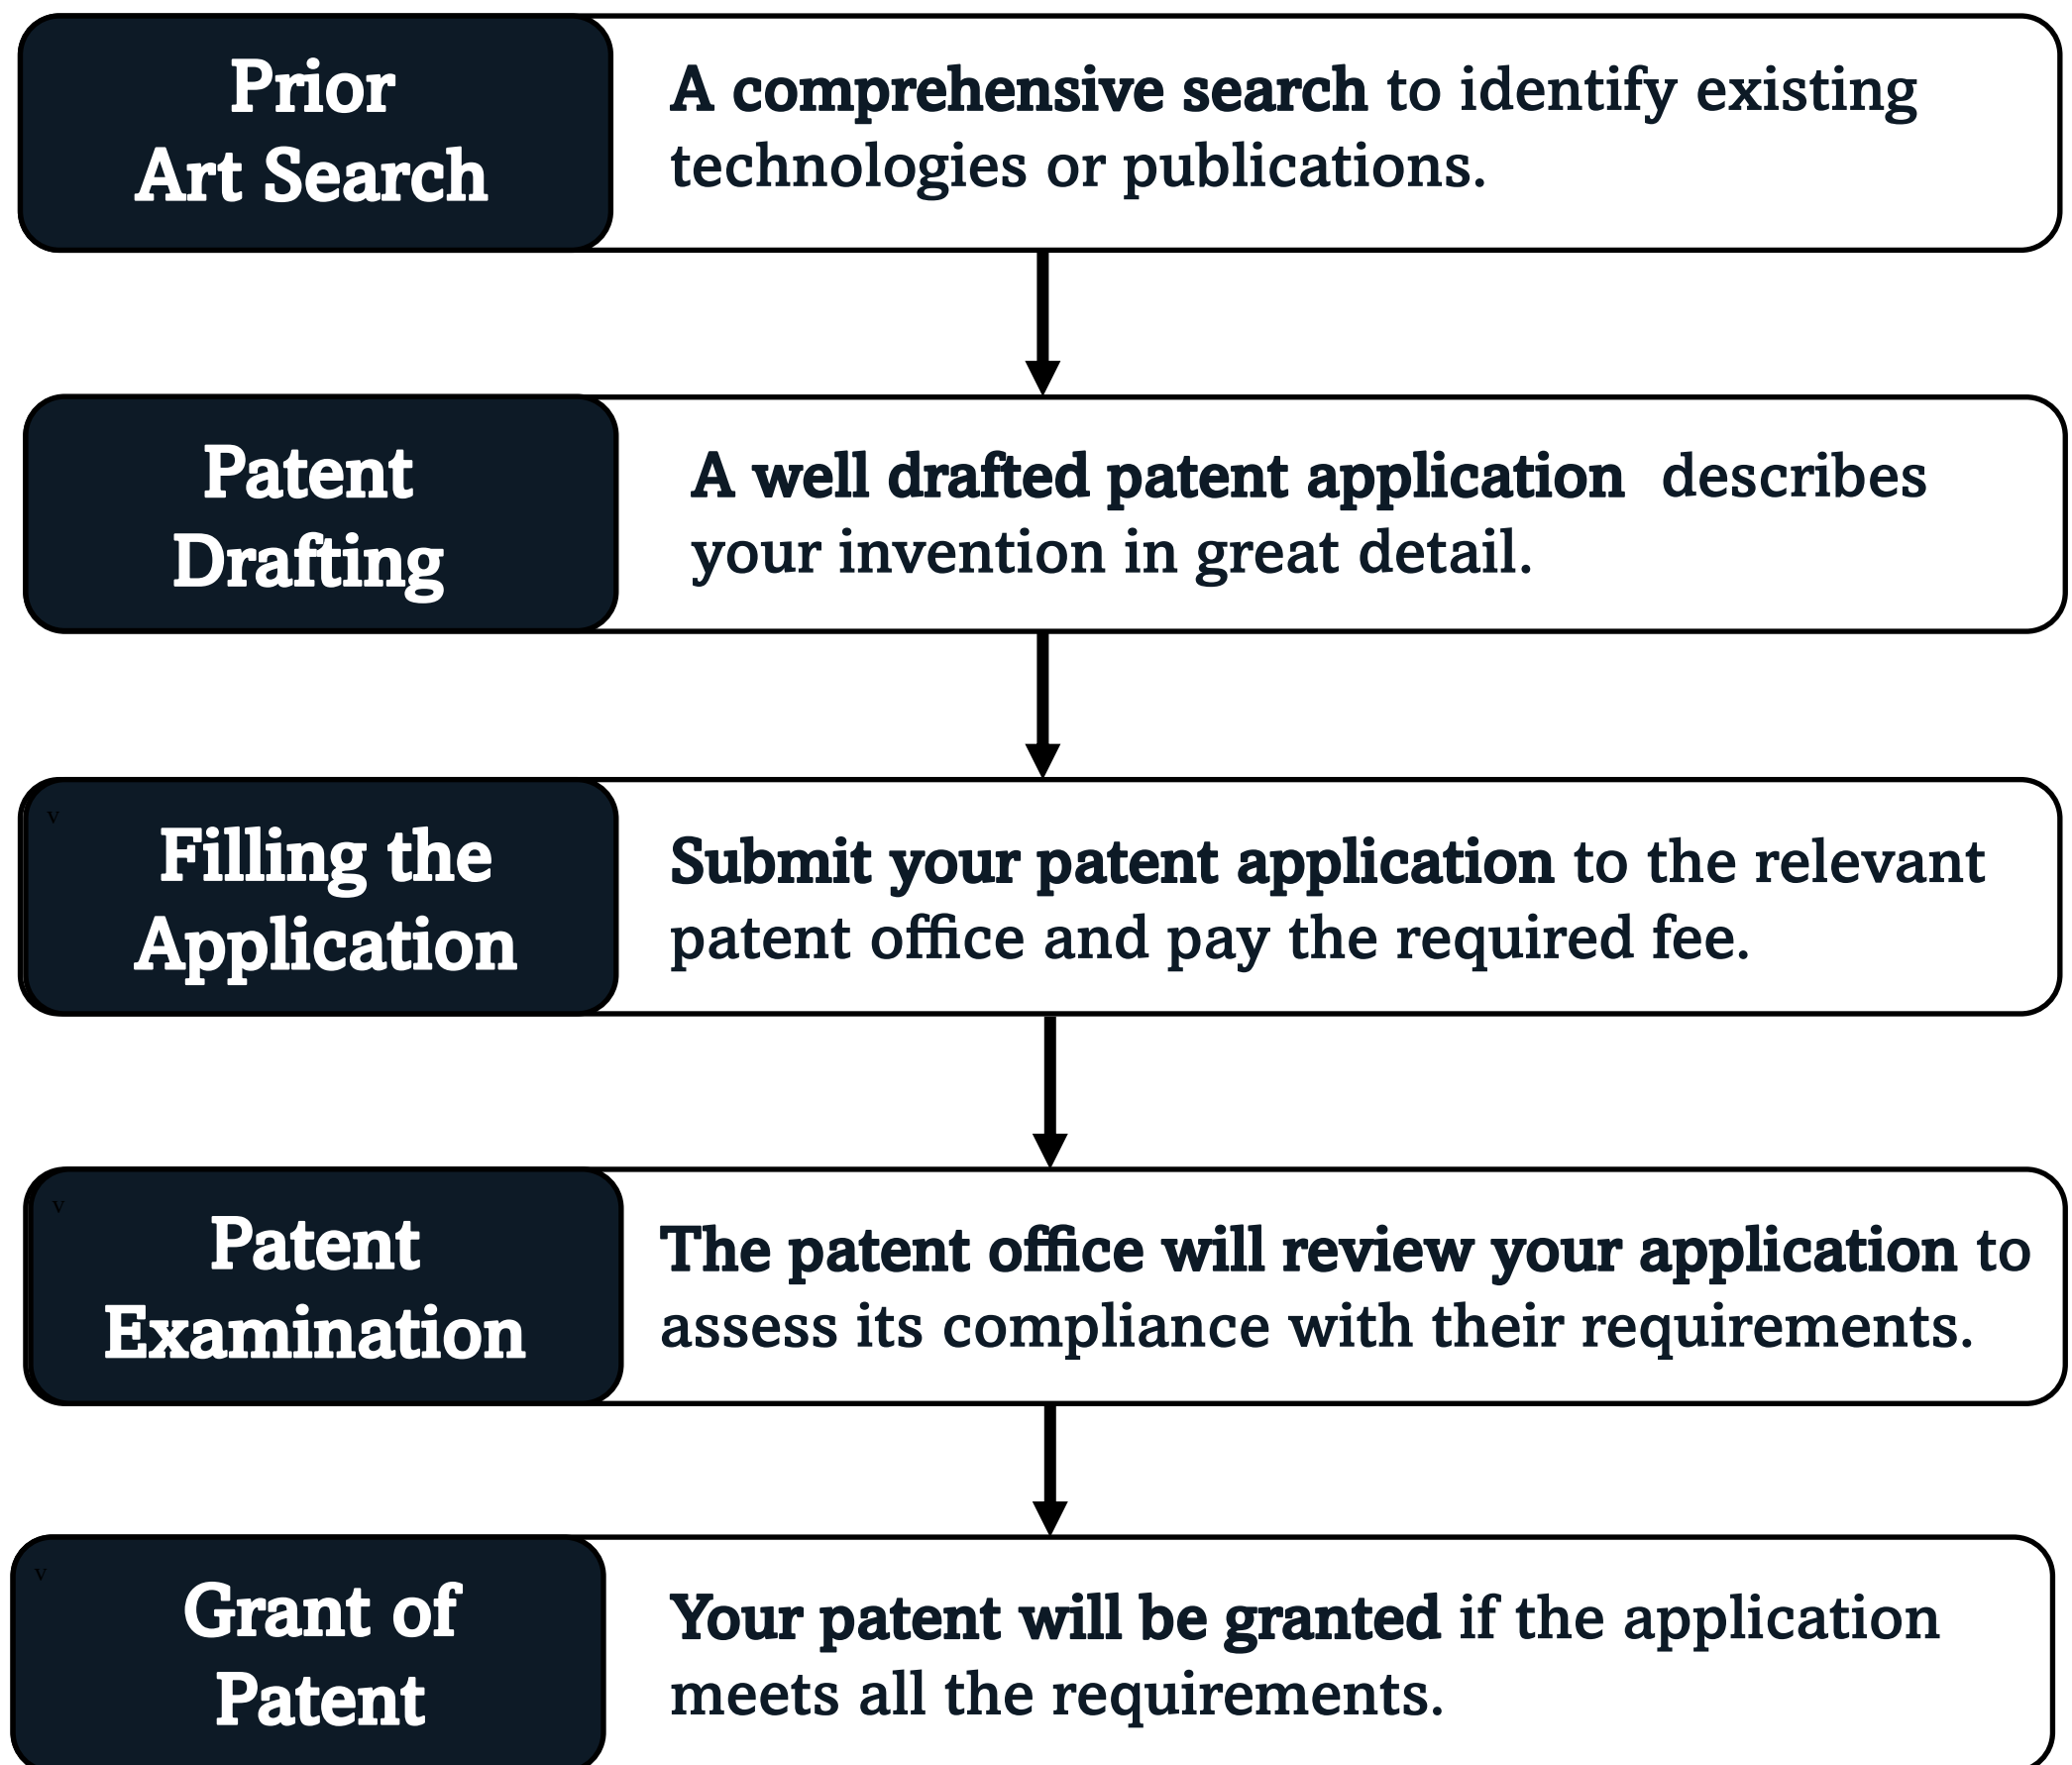 Prior
Art Search
A comprehensive search to identify existing
technologies or publications.
Patent
Drafting
A well drafted patent application  describes
your invention in great detail.
v
Filling the
Application
Submit your patent application to the relevant
patent office and pay the required fee.
v
Patent
Examination
The patent office will review your application to
assess its compliance with their requirements.
v
Grant of
Patent
Your patent will be granted if the application
meets all the requirements.